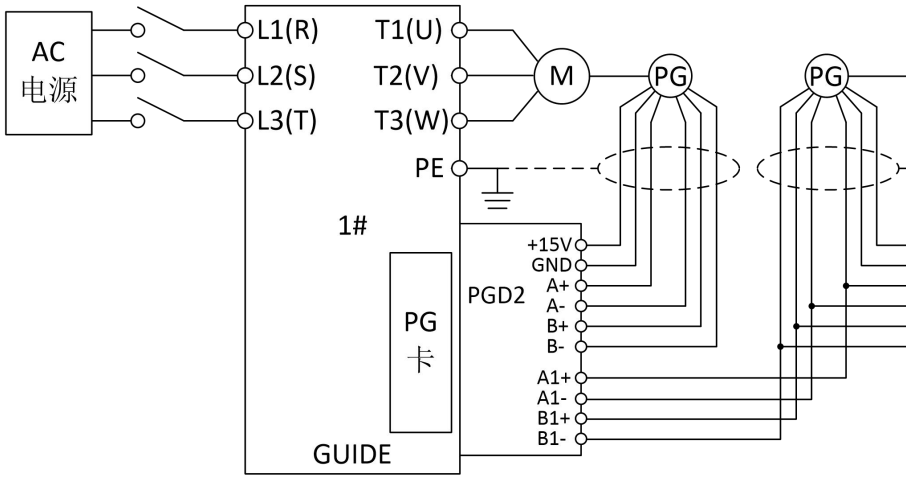 AC
电源
L1(R)
L2(S)
L3(T)
T1(U)
T2(V)
T3(W)
PE
M
PG
PG
1#
PG
卡
GUIDE
PGD2
+15V
GND
A+
A-
B+
B-
A1+
A1-
B1+
B1-